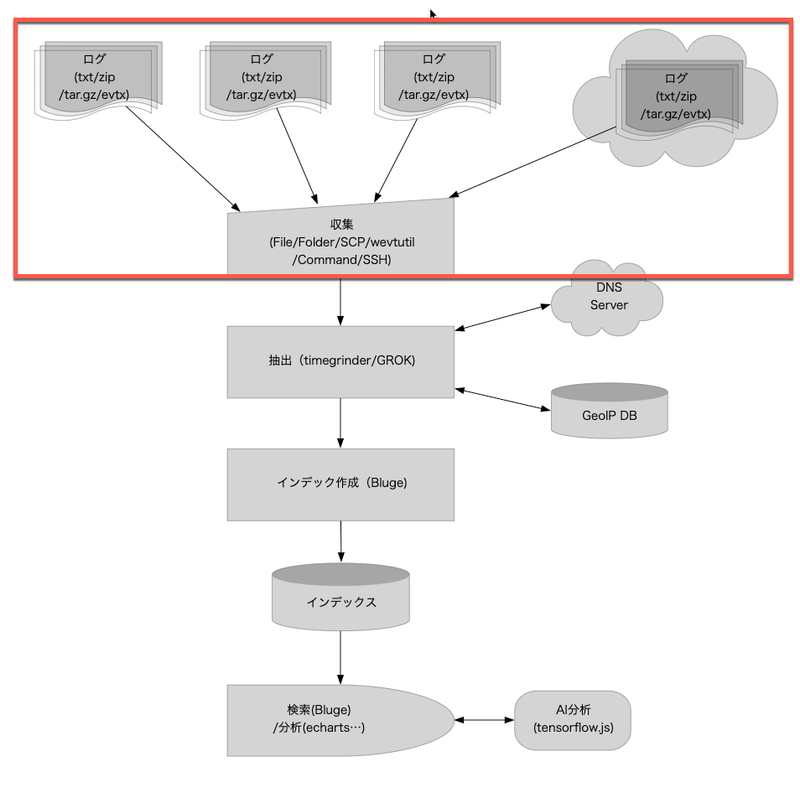 ログ
(txt/zip
/tar.gz/evtx)
ログ
(txt/zip
/tar.gz/evtx)
ログ
(txt/zip
/tar.gz/evtx)
ログ
(txt/zip
/tar.gz/evtx)
収集
(File/Folder/SCP/wevtutil
/Command/SSH)
DNS
Server
抽出（timegrinder/GROK)
GeoIP DB
インデック作成（Bluge)
インデックス
検索(Bluge)
/分析(echarts…)
AI分析
(tensorflow.js)